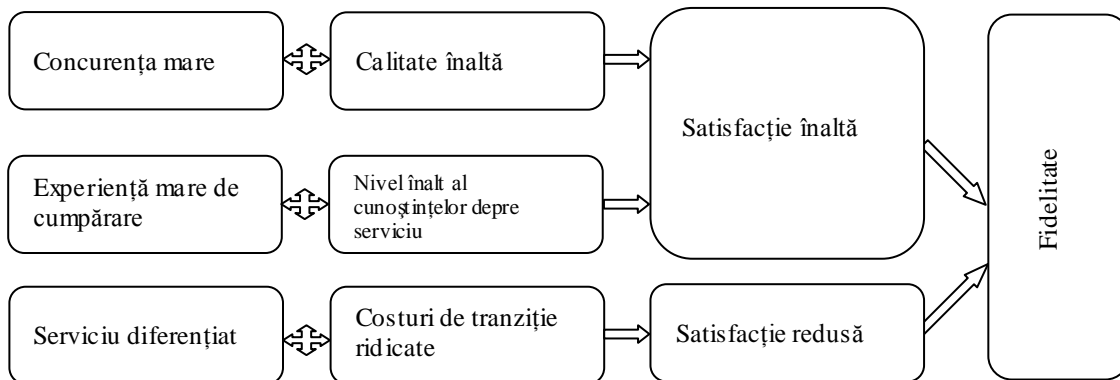 Concurența mare
Calitate înaltă
Satisfacție înaltă
Experiență mare de
cumpărare
Nivel înalt al
cunoştințelor depre
serviciu
Fidelitate
Serviciu diferențiat
Costuri de tranziție
ridicate
Satisfacție redusă